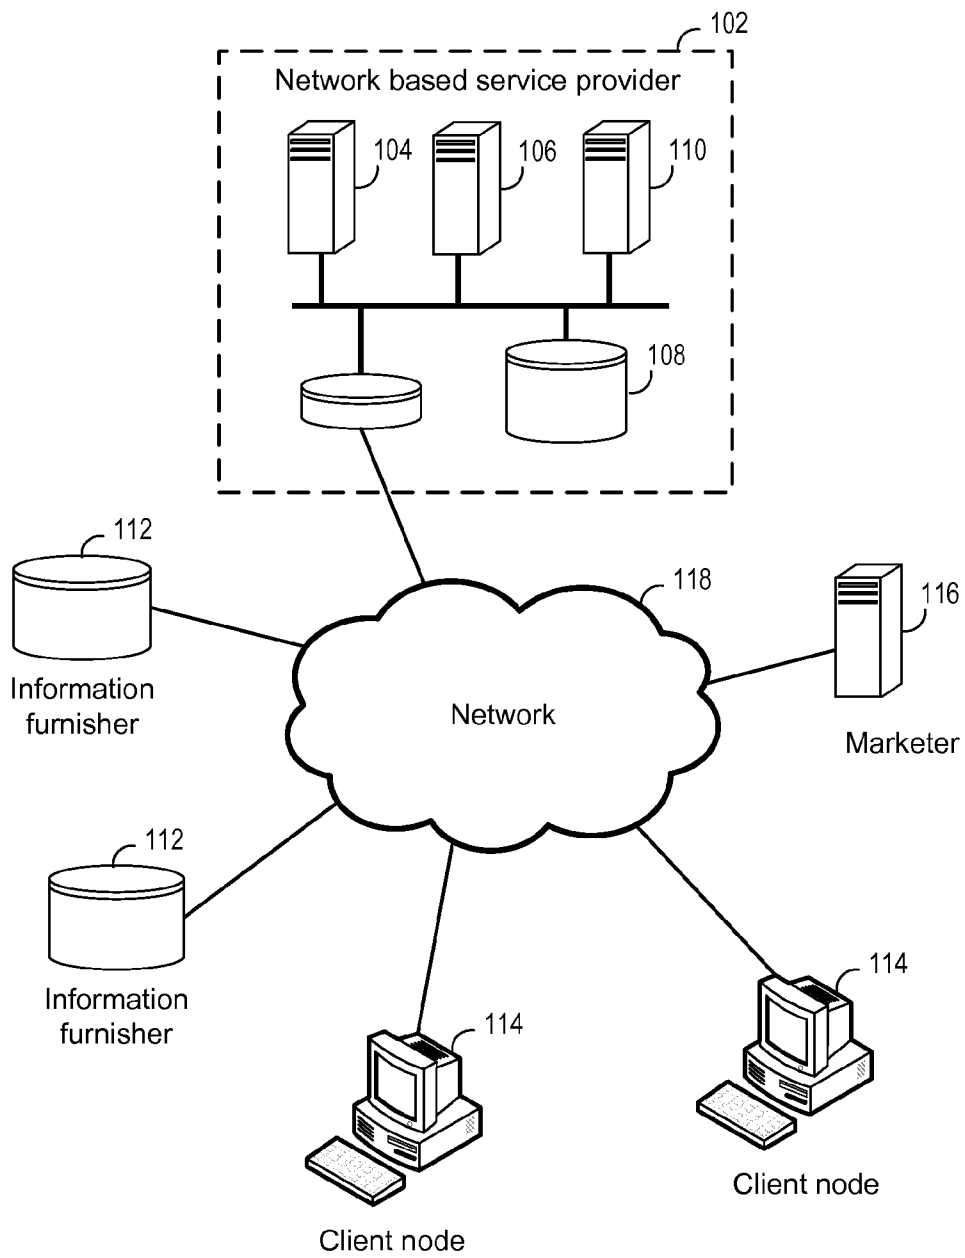 102
Network based service provider
104
106
110
108
112
Information
furnisher
118
116
Network
Marketer
112
Information
furnisher
114
Client node
114
Client node